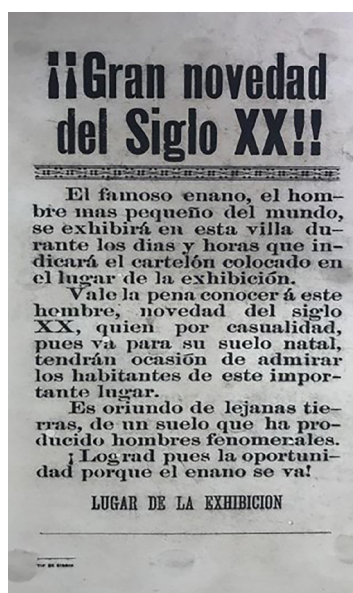 ¡¡Gran novedad
del Siglo XX!!
El famoso enano, el hom-
bre mas pequeño del mundo,
se exhibirá en esta villa du-
rante los dias y horas que in-
dicará el cartelón colocado en
el lugar de la exhibición.
Vale la pena conocer á este
hombre, novedad del siglo
XX, quien por casualidad,
pues va para su suelo natal,
tendrán ocasión de admirar
los habitantes de este impor-
tante lugar.
Es oriundo de lejanas tie-
rras, de un suelo que ha pro-
ducido hombres fenomenales.
¡Lograd pues la oportuni-
dad porque el enano se va!
LUGAR DE LA EXHIBICION